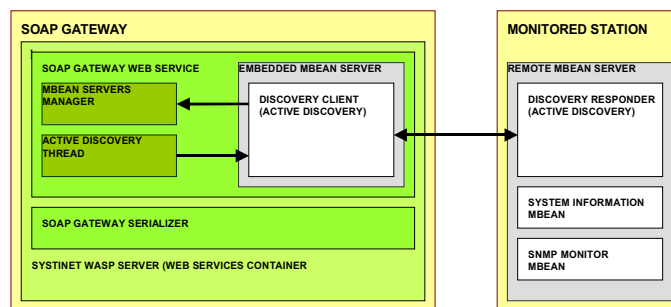 SOAP GATEWAY
SOAP GATEWAY WEB SERVICE
MBEAN SERVERS
MANAGER
ACTIVE DISCOVERY
THREAD
EMBEDDED MBEAN SERVER
DISCOVERY CLIENT
(ACTIVE DISCOVERY)
SOAP GATEWAY SERIALIZER
SYSTINET WASP SERVER (WEB SERVICES CONTAINER
MONITORED STATION
REMOTE MBEAN SERVER
DISCOVERY RESPONDER
(ACTIVE DISCOVERY)
SYSTEM INFORMATION
MBEAN
SNMP MONITOR
MBEAN